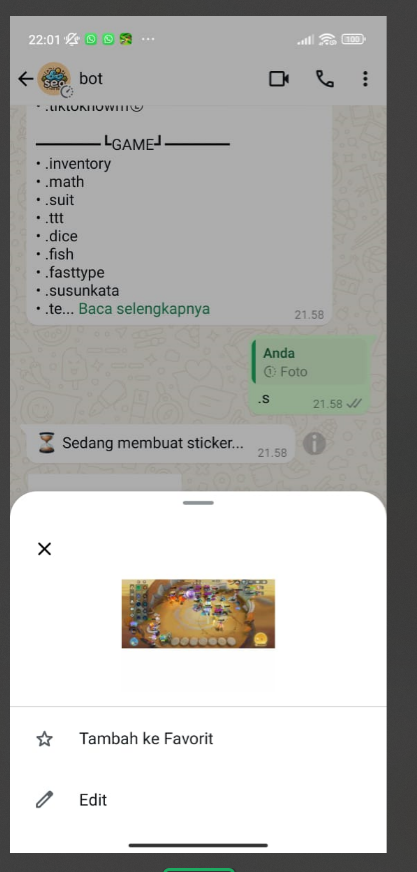 22:01
100
bot
• .tiktoknowm
┗GAME┛
• .inventory
• .math
• .suit
• .ttt
• .dice
• .fish
• .fasttype
• .susunkata
• .te... Baca selengkapnya
21.58
Anda
Foto
.s
21.58
Sedang membuat sticker...
21.58
Tambah ke Favorit
Edit